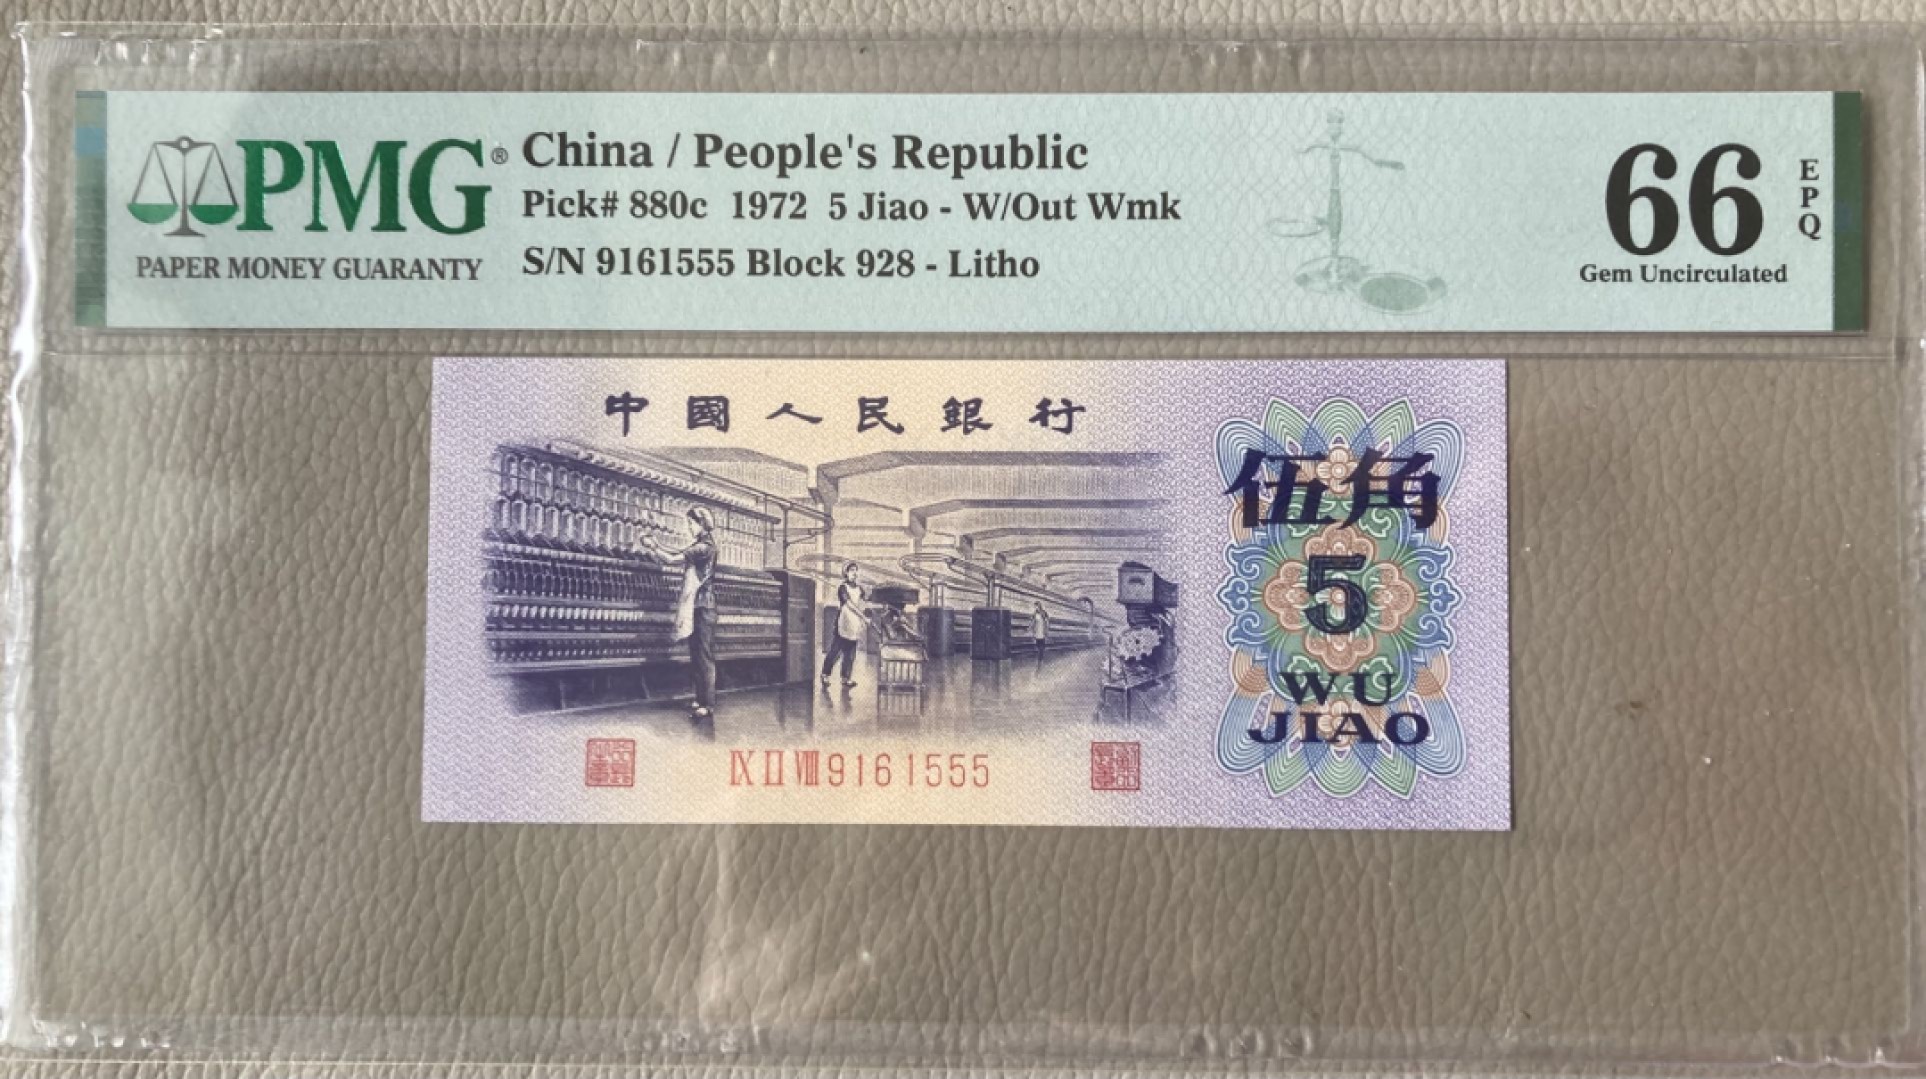 PMG®
PAPER MONEY GUARANTY
China / People's Republic
Pick# 880c 1972 5 Jiao - W/Out Wmk
S/N 9161555 Block 928 - Litho
66
EPQ
Gem Uncirculated
中國人民銀行
伍角
5
WU
JIAO
IX II VIII 9161555